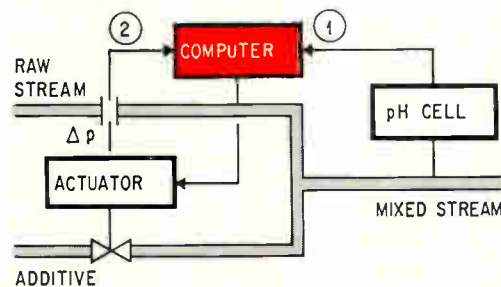 2
1
COMPUTER
RAW
STREAM
Δp
pH CELL
ACTUATOR
MIXED STREAM
ADDITIVE